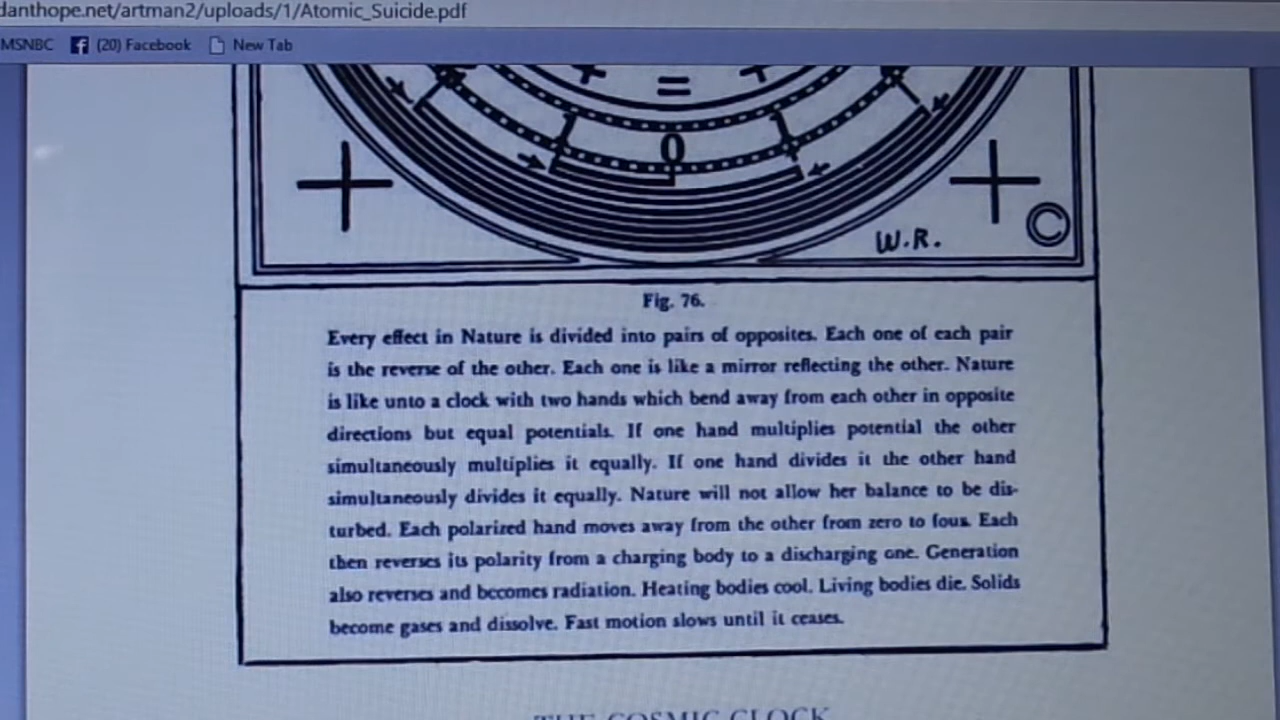 danthope.net/artman2/uploads/1/Atomic_Suicide.pdf
MSNBC (20) Facebook New Tab
=
1 0 1
W.R. ©
Fig. 76.
Every effect in Nature is divided into pairs of opposites. Each one of each pair
is the reverse of the other. Each one is like a mirror reflecting the other. Nature
is like unto a clock with two hands which bend away from each other in opposite
directions but equal potentials. If one hand multiplies potential the other
simultaneously multiplies it equally. If one hand divides it the other hand
simultaneously divides it equally. Nature will not allow her balance to be dis-
turbed. Each polarized hand moves away from the other from zero to four. Each
then reverses its polarity from a charging body to a discharging one. Generation
also reverses and becomes radiation. Heating bodies cool. Living bodies die. Solids
become gases and dissolve. Fast motion slows until it ceases.
THE COSMIC CLOCK